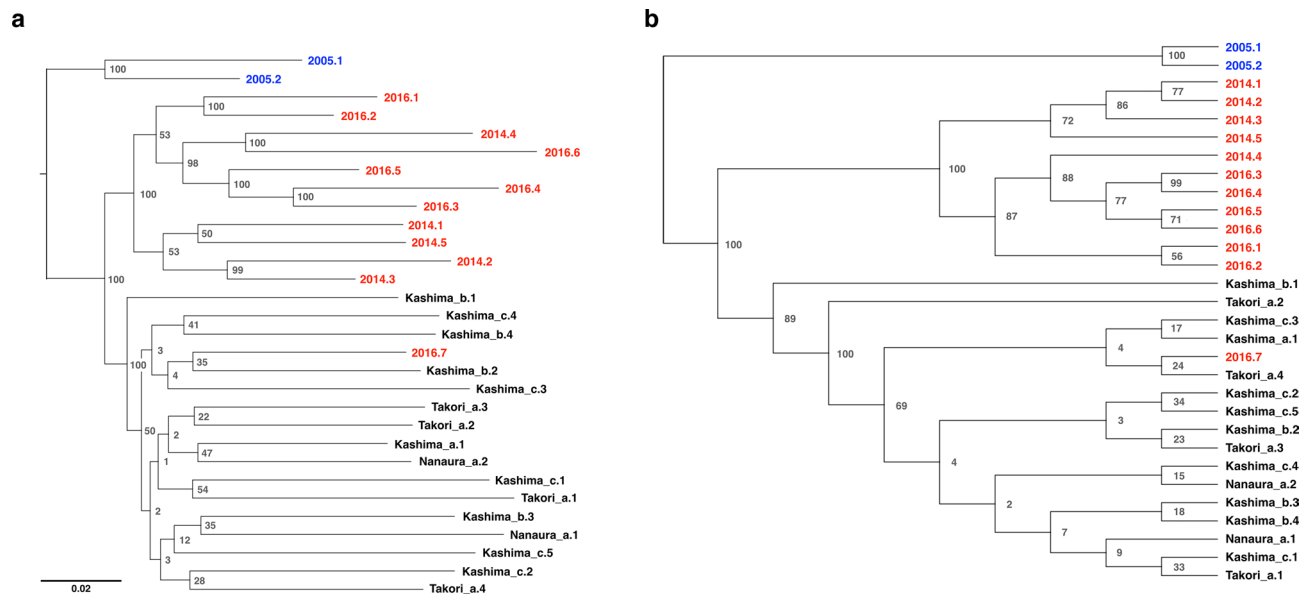 a
2005.1
100
2005.2
2016.1
100
2016.2
53
2014.4
100
2016.6
98
2016.5
100
2016.4
100
2016.3
100
2014.1
50
2014.5
53
2014.2
99
2014.3
100
Kashima_b.1
Kashima_c.4
41
Kashima_b.4
3
2016.7
35
Kashima_b.2
4
Kashima_c.3
100
Takori_a.3
22
Takori_a.2
2
Kashima_a.1
47
Nanaura_a.2
50
1
Kashima_c.1
54
Takori_a.1
2
Kashima_b.3
35
Nanaura_a.1
12
Kashima_c.5
3
Kashima_c.2
28
Takori_a.4
0.02
b
2005.1
100
2005.2
2014.1
77
2014.2
86
2014.3
72
2014.5
100
2014.4
88
2016.3
99
2016.4
77
2016.5
71
2016.6
87
2016.1
56
2016.2
100
Kashima_b.1
89
Takori_a.2
100
Kashima_c.3
17
Kashima_a.1
4
2016.7
24
Takori_a.4
69
Kashima_c.2
34
Kashima_c.5
3
Kashima_b.2
23
Takori_a.3
4
Kashima_c.4
15
Nanaura_a.2
2
Kashima_b.3
18
Kashima_b.4
7
Nanaura_a.1
9
Kashima_c.1
33
Takori_a.1